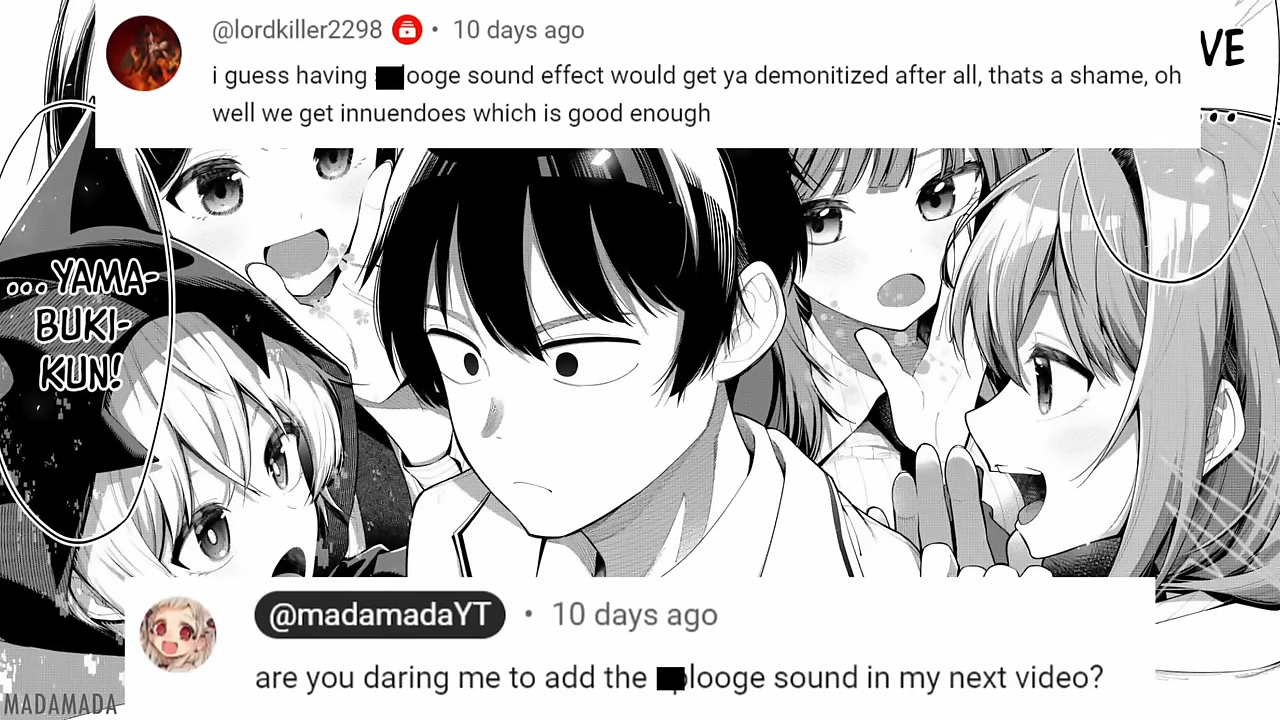 @lordkiller2298 • 10 days ago
i guess having looge sound effect would get ya demonitized after all, thats a shame, oh
well we get innuendoes which is good enough
VE
...
... YAMA-
BUKI-
KUN!
@madamadaYT • 10 days ago
are you daring me to add the looge sound in my next video?
MADAMADA